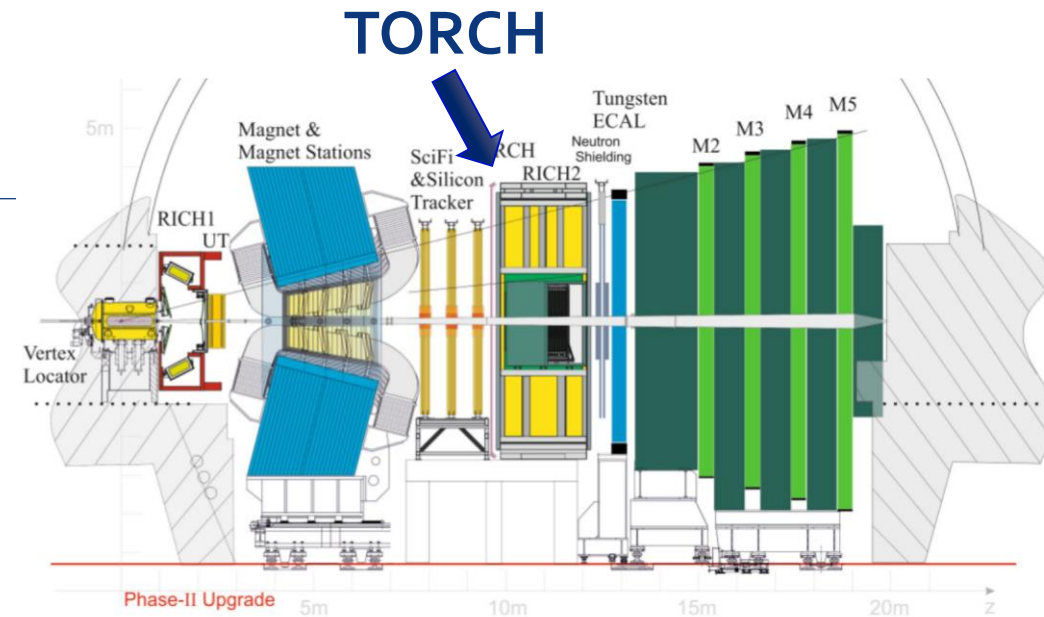 TORCH
5m
Magnet &
Magnet Stations
SciFi
&Silicon
Tracker
RCH
RICH2
Tungsten
ECAL
Neutron
Shielding
M2
M3
M4
M5
RICH1
UT
Vertex
Locator
Phase-II Upgrade
5m
10m
15m
20m
z